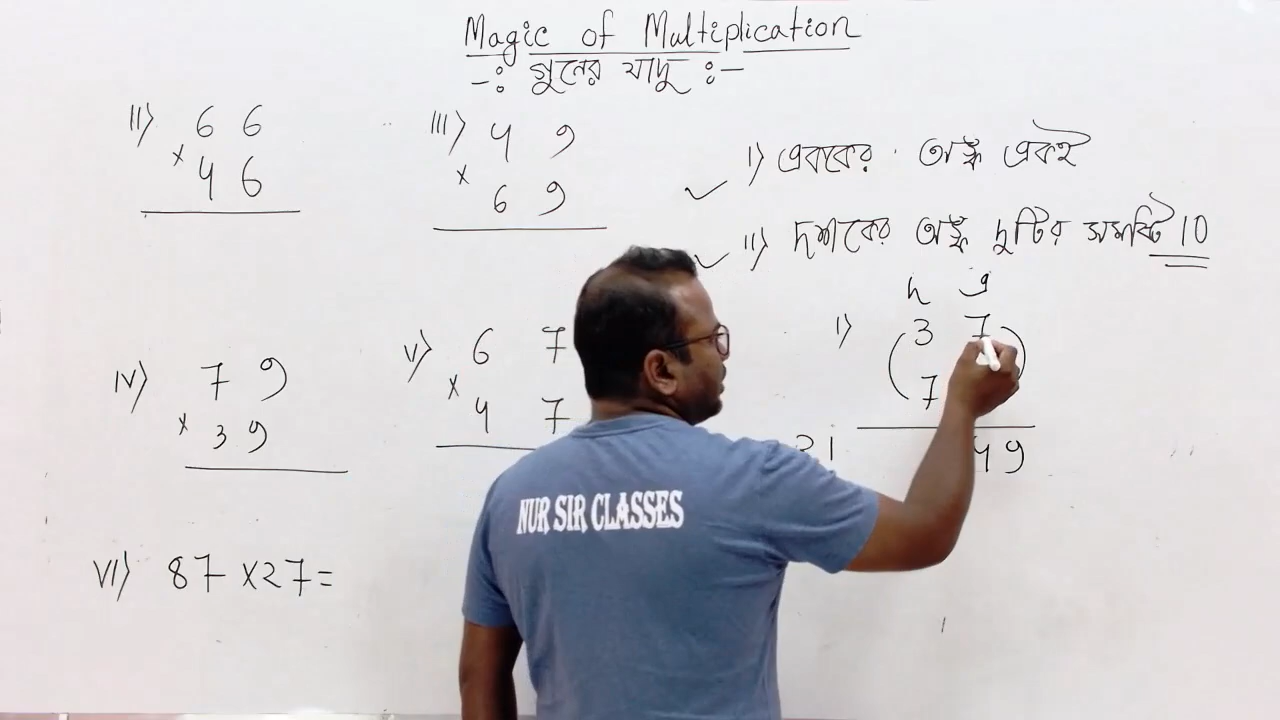 Magic of Multiplication
-: গুনের যাদু :-
II) 6 6
× 4 6
III) 4 9
× 6 9
I) এককের অঙ্ক একই
II) দশকের অঙ্ক দুটির সমষ্টি 10
দ এ
I) ( 3 7 )
7
21 49
IV) 7 9
× 3 9
V) 6 7
× 4 7
VI) 87 × 27 =
NUR SIR CLASSES